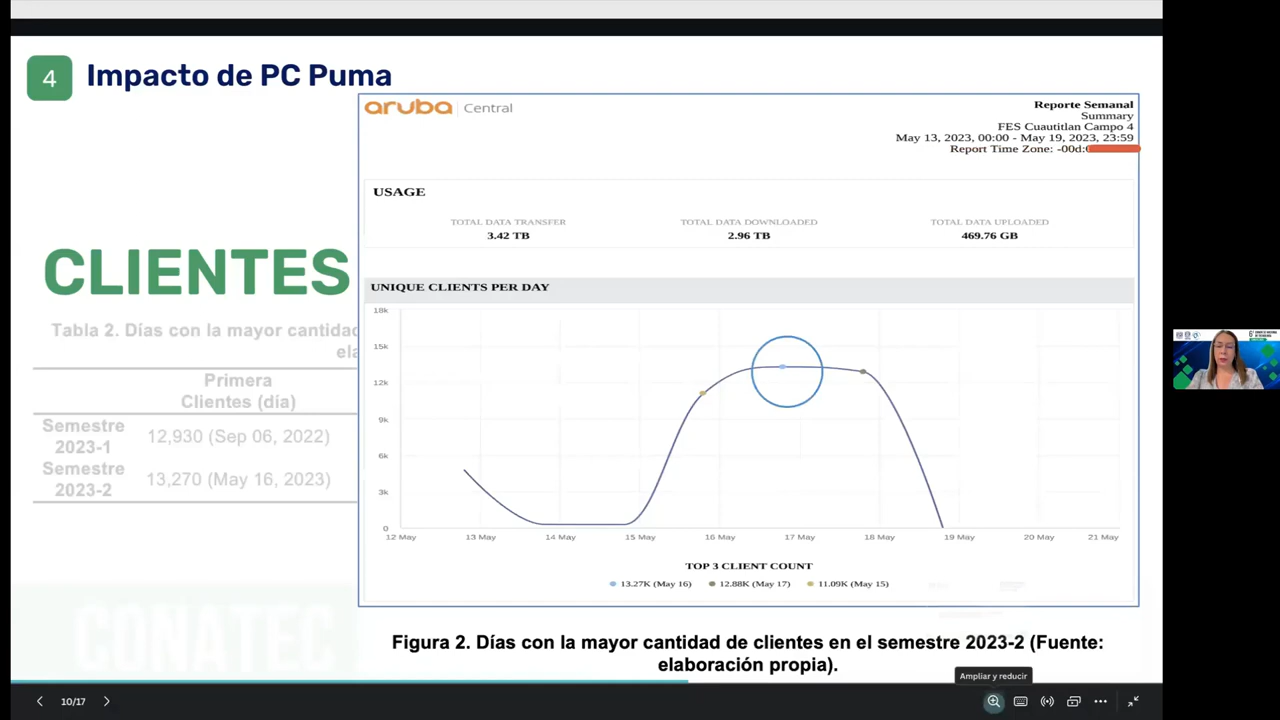 4 Impacto de PC Puma
aruba Central
Reporte Semanal
Summary
FES Cuautitlan Campo 4
May 13, 2023, 00:00 - May 19, 2023, 23:59
Report Time Zone: -00d:
USAGE
TOTAL DATA TRANSFER TOTAL DATA DOWNLOADED TOTAL DATA UPLOADED
3.42 TB 2.96 TB 469.76 GB
CLIENTES
Tabla 2. Días con la mayor cantidad
Primera
Clientes (día)
Semestre 2023-1 12,930 (Sep 06, 2022)
Semestre 2023-2 13,270 (May 16, 2023)
UNIQUE CLIENTS PER DAY
18k
15k
12k
9k
6k
3k
0
12 May 13 May 14 May 15 May 16 May 17 May 18 May 19 May 20 May 21 May
TOP 3 CLIENT COUNT
13.27K (May 16) 12.88K (May 17) 11.09K (May 15)
CONATEC
Figura 2. Días con la mayor cantidad de clientes en el semestre 2023-2 (Fuente:
elaboración propia).
Ampliar y reducir
10/17